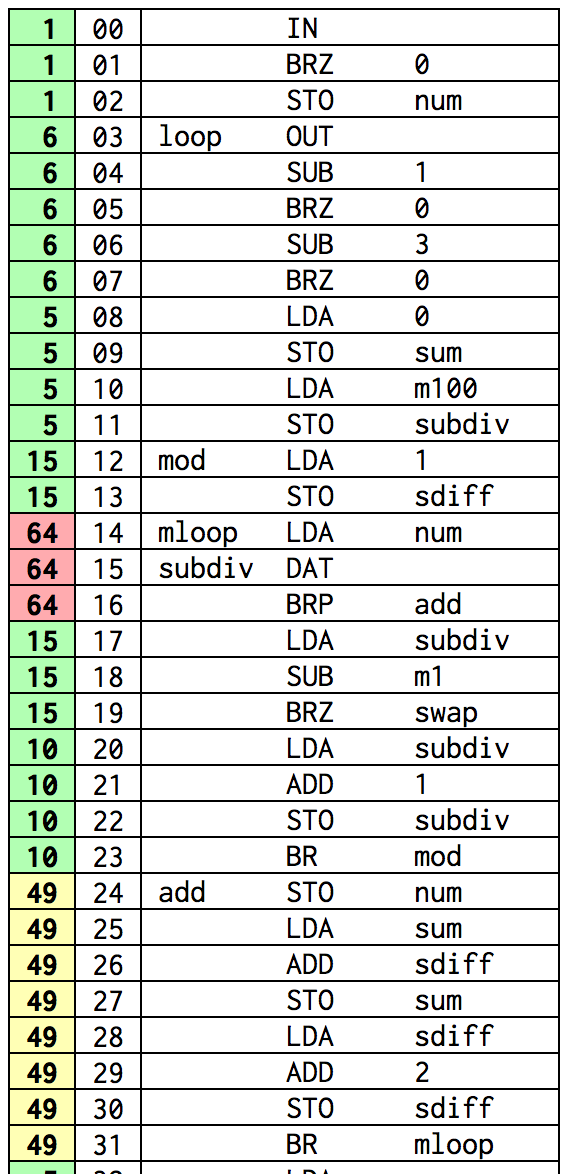 1 00 IN
1 01 BRZ 0
1 02 STO num
6 03 loop OUT
6 04 SUB 1
6 05 BRZ 0
6 06 SUB 3
6 07 BRZ 0
5 08 LDA 0
5 09 STO sum
5 10 LDA m100
5 11 STO subdiv
15 12 mod LDA 1
15 13 STO sdiff
64 14 mloop LDA num
64 15 subdiv DAT
64 16 BRP add
15 17 LDA subdiv
15 18 SUB m1
15 19 BRZ swap
10 20 LDA subdiv
10 21 ADD 1
10 22 STO subdiv
10 23 BR mod
49 24 add STO num
49 25 LDA sum
49 26 ADD sdiff
49 27 STO sum
49 28 LDA sdiff
49 29 ADD 2
49 30 STO sdiff
49 31 BR mloop